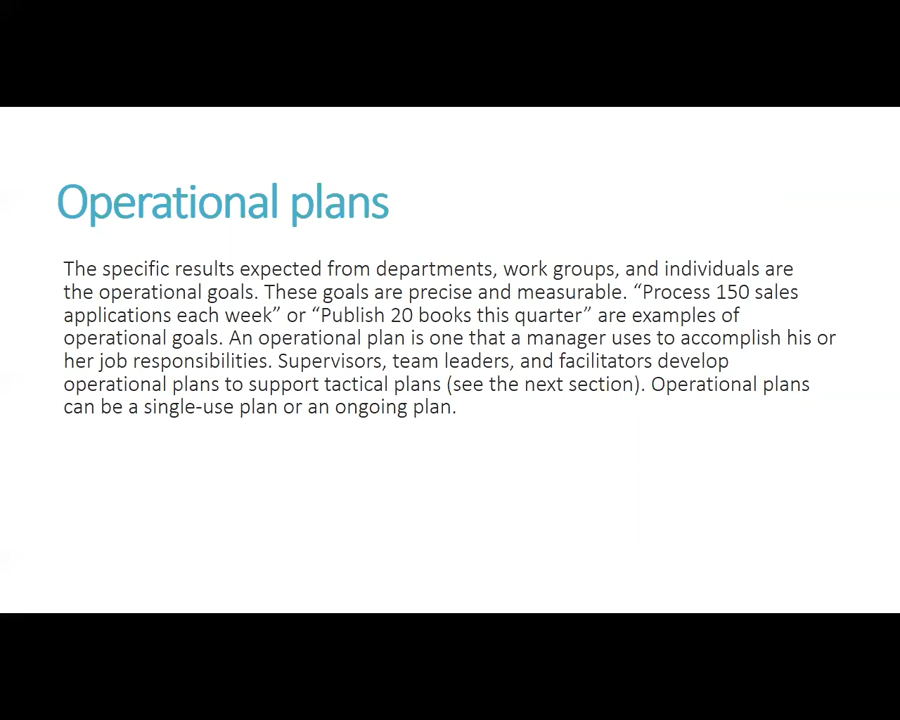 Operational plans
The specific results expected from departments, work groups, and individuals are
the operational goals. These goals are precise and measurable. “Process 150 sales
applications each week” or “Publish 20 books this quarter” are examples of
operational goals. An operational plan is one that a manager uses to accomplish his or
her job responsibilities. Supervisors, team leaders, and facilitators develop
operational plans to support tactical plans (see the next section). Operational plans
can be a single-use plan or an ongoing plan.